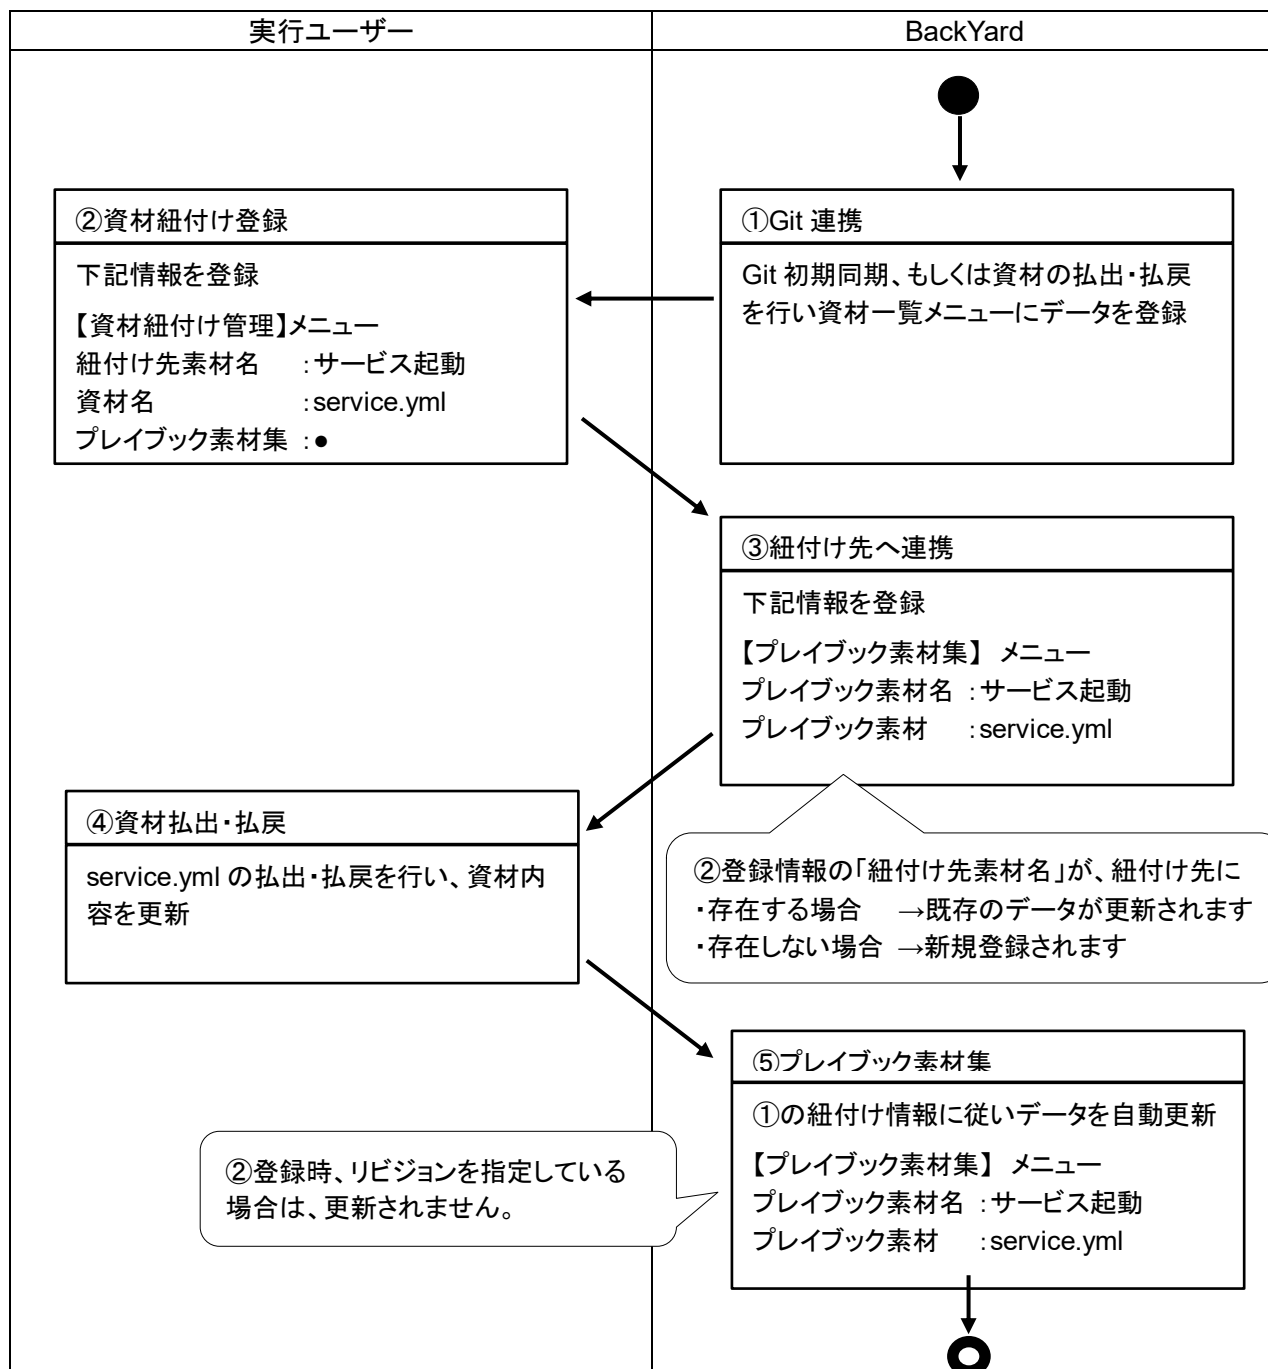 実行ユーザー
BackYard
①Git 連携
Git 初期同期、もしくは資材の払出・払戻
を行い資材一覧メニューにデータを登録
②資材紐付け登録
下記情報を登録
【資材紐付け管理】メニュー
紐付け先素材名 :サービス起動
資材名 :service.yml
プレイブック素材集 :●
③紐付け先へ連携
下記情報を登録
【プレイブック素材集】 メニュー
プレイブック素材名 :サービス起動
プレイブック素材 :service.yml
②登録情報の「紐付け先素材名」が、紐付け先に
・存在する場合 →既存のデータが更新されます
・存在しない場合 →新規登録されます
④資材払出・払戻
service.yml の払出・払戻を行い、資材内
容を更新
⑤プレイブック素材集
①の紐付け情報に従いデータを自動更新
【プレイブック素材集】 メニュー
プレイブック素材名 :サービス起動
プレイブック素材 :service.yml
②登録時、リビジョンを指定している
場合は、更新されません。